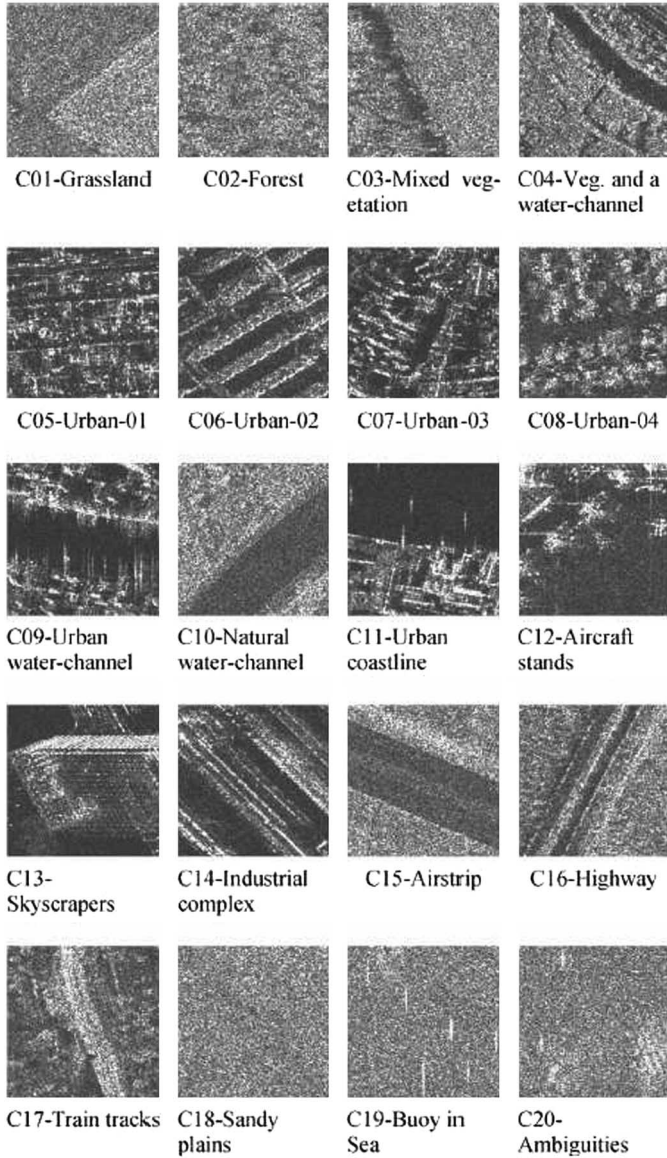 C01-Grassland
C02-Forest
C03-Mixed veg-
etation
C04-Veg. and a
water-channel
C05-Urban-01
C06-Urban-02
C07-Urban-03
C08-Urban-04
C09-Urban
water-channel
C10-Natural
water-channel
C11-Urban
coastline
C12-Aircraft
stands
C13-
Skyscrapers
C14-Industrial
complex
C15-Airstrip
C16-Highway
C17-Train tracks
C18-Sandy
plains
C19-Buoy in
Sea
C20-
Ambiguities